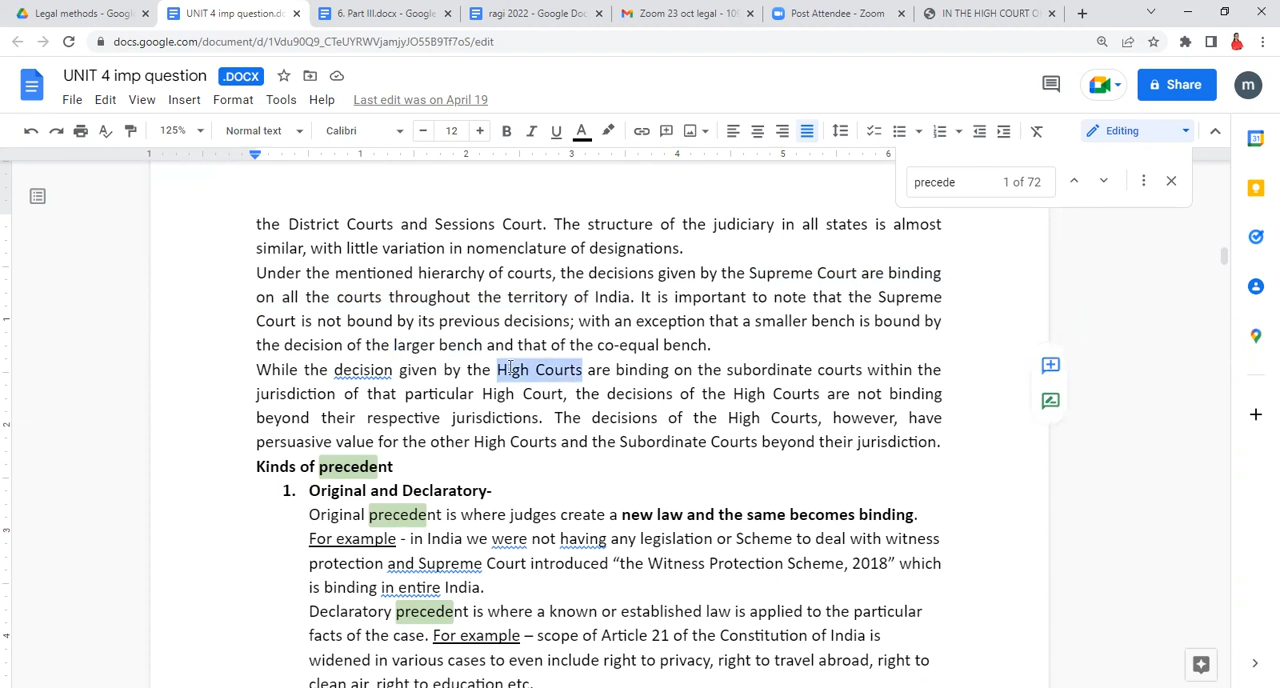 Legal methods - Google
UNIT 4 imp question.do
6. Part III.docx - Google
ragi 2022 - Google Doc
Zoom 23 oct legal - 109
Post Attendee - Zoom
IN THE HIGH COURT O
docs.google.com/document/d/1Vdu90Q9_CTeUYRWVjamjyJO55B9Tf7oS/edit
UNIT 4 imp question .DOCX
Share m
File Edit View Insert Format Tools Help Last edit was on April 19
125% Normal text Calibri 12 B I U A Editing
1 1 2 3 4 5 6
precede 1 of 72
the District Courts and Sessions Court. The structure of the judiciary in all states is almost
similar, with little variation in nomenclature of designations.
Under the mentioned hierarchy of courts, the decisions given by the Supreme Court are binding
on all the courts throughout the territory of India. It is important to note that the Supreme
Court is not bound by its previous decisions; with an exception that a smaller bench is bound by
the decision of the larger bench and that of the co-equal bench.
While the decision given by the High Courts are binding on the subordinate courts within the
jurisdiction of that particular High Court, the decisions of the High Courts are not binding
beyond their respective jurisdictions. The decisions of the High Courts, however, have
persuasive value for the other High Courts and the Subordinate Courts beyond their jurisdiction.
Kinds of precedent
1. Original and Declaratory-
Original precedent is where judges create a new law and the same becomes binding.
For example - in India we were not having any legislation or Scheme to deal with witness
protection and Supreme Court introduced “the Witness Protection Scheme, 2018” which
is binding in entire India.
Declaratory precedent is where a known or established law is applied to the particular
facts of the case. For example – scope of Article 21 of the Constitution of India is
widened in various cases to even include right to privacy, right to travel abroad, right to
clean air, right to education etc.